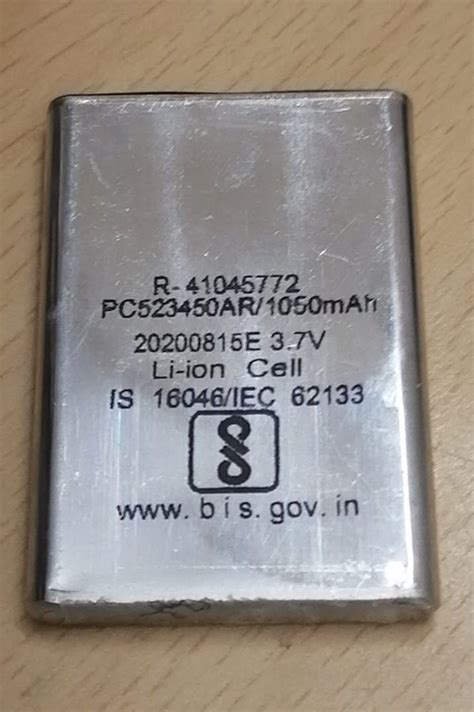 R- 41045772
PC523450AR/1050mAh
20200815E 3.7V
Li-ion Cell
IS 16046/IEC 62133
www.bis.gov.in